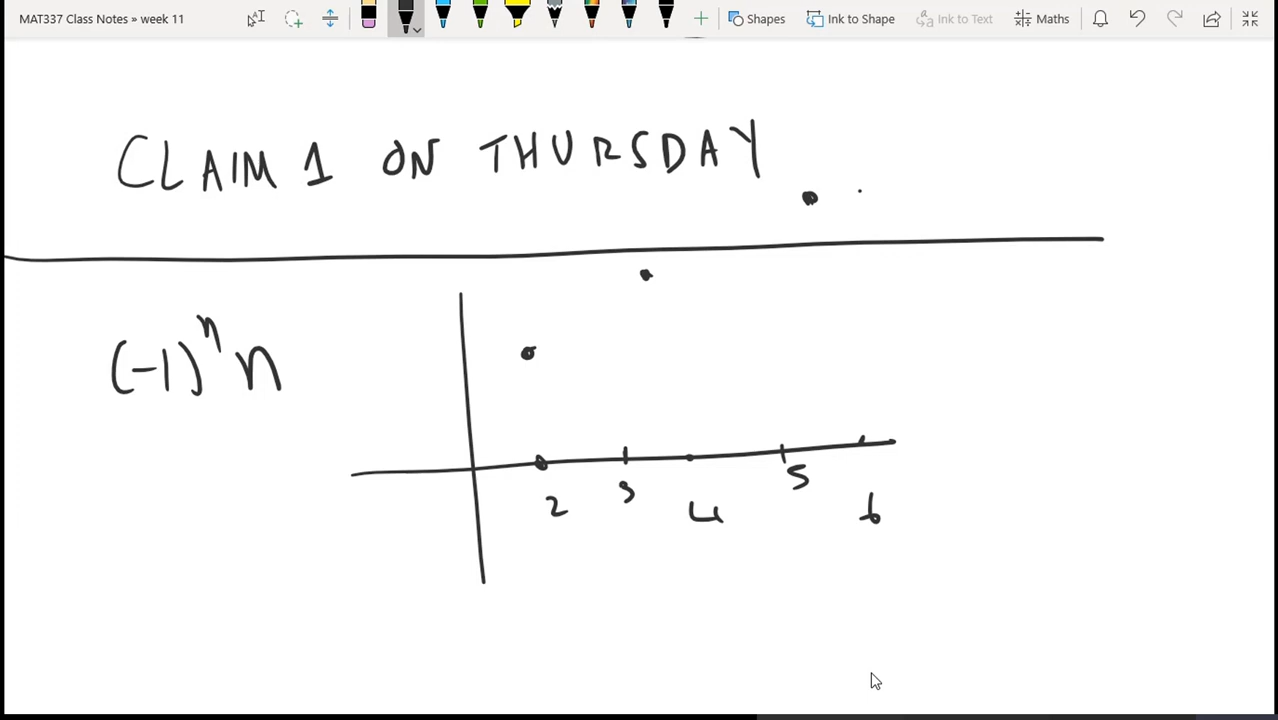 MAT337 Class Notes » week 11
Shapes Ink to Shape Ink to Text Maths
CLAIM 1 ON THURSDAY
(-1)ⁿ n
2 3 4 5 6